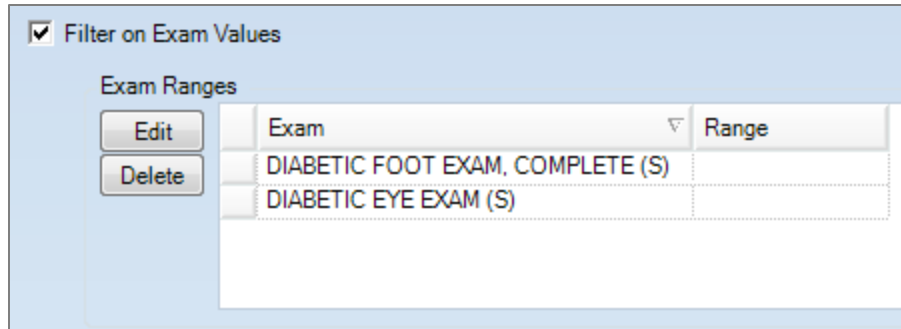 Filter on Exam Values
Exam Ranges
Edit
Delete
Exam Range
DIABETIC FOOT EXAM, COMPLETE (S)
DIABETIC EYE EXAM (S)